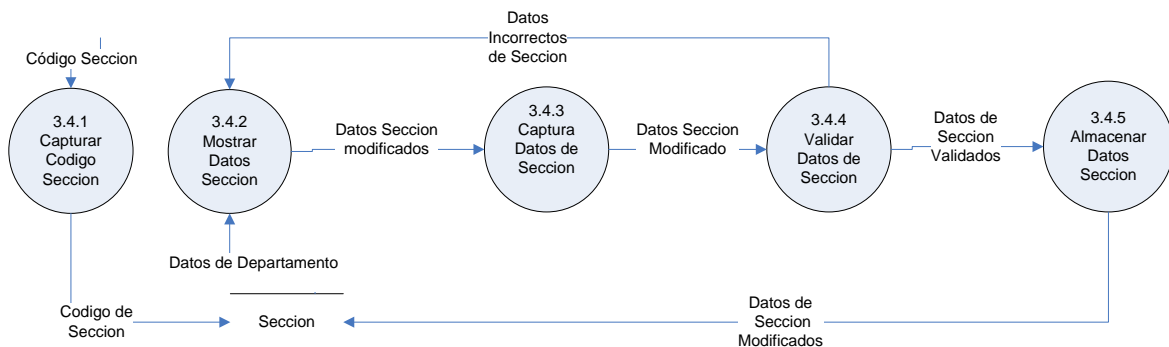 Datos
Incorrectos
de Seccion
Código Seccion
3.4.1
Capturar
Codigo
Seccion
3.4.2
Mostrar
Datos
Seccion
Datos Seccion
modificados
3.4.3
Captura
Datos de
Seccion
Datos Seccion
Modificado
3.4.4
Validar
Datos de
Seccion
Datos de
Seccion
Validados
3.4.5
Almacenar
Datos
Seccion
Datos de Departamento
Codigo de
Seccion
Seccion
Datos de
Seccion
Modificados